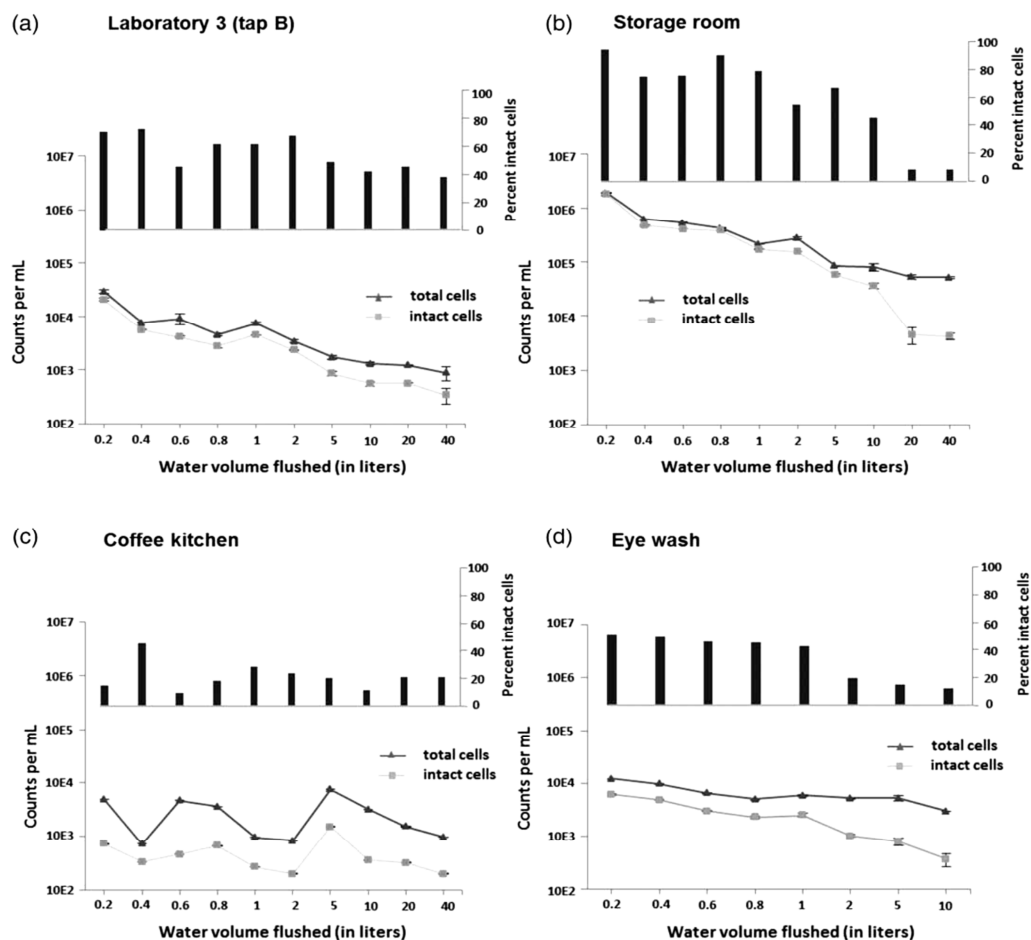 (a) Laboratory 3 (tap B)
100
80
60
40
20
0
Percent intact cells
10E7
10E6
10E5
10E4
10E3
10E2
Counts per mL
total cells
intact cells
0.2 0.4 0.6 0.8 1 2 5 10 20 40
Water volume flushed (in liters)
(b) Storage room
100
80
60
40
20
0
Percent intact cells
10E7
10E6
10E5
10E4
10E3
10E2
Counts per mL
total cells
intact cells
0.2 0.4 0.6 0.8 1 2 5 10 20 40
Water volume flushed (in liters)
(c) Coffee kitchen
100
80
60
40
20
0
Percent intact cells
10E7
10E6
10E5
10E4
10E3
10E2
Counts per mL
total cells
intact cells
0.2 0.4 0.6 0.8 1 2 5 10 20 40
Water volume flushed (in liters)
(d) Eye wash
100
80
60
40
20
0
Percent intact cells
10E7
10E6
10E5
10E4
10E3
10E2
Counts per mL
total cells
intact cells
0.2 0.4 0.6 0.8 1 2 5 10
Water volume flushed (in liters)